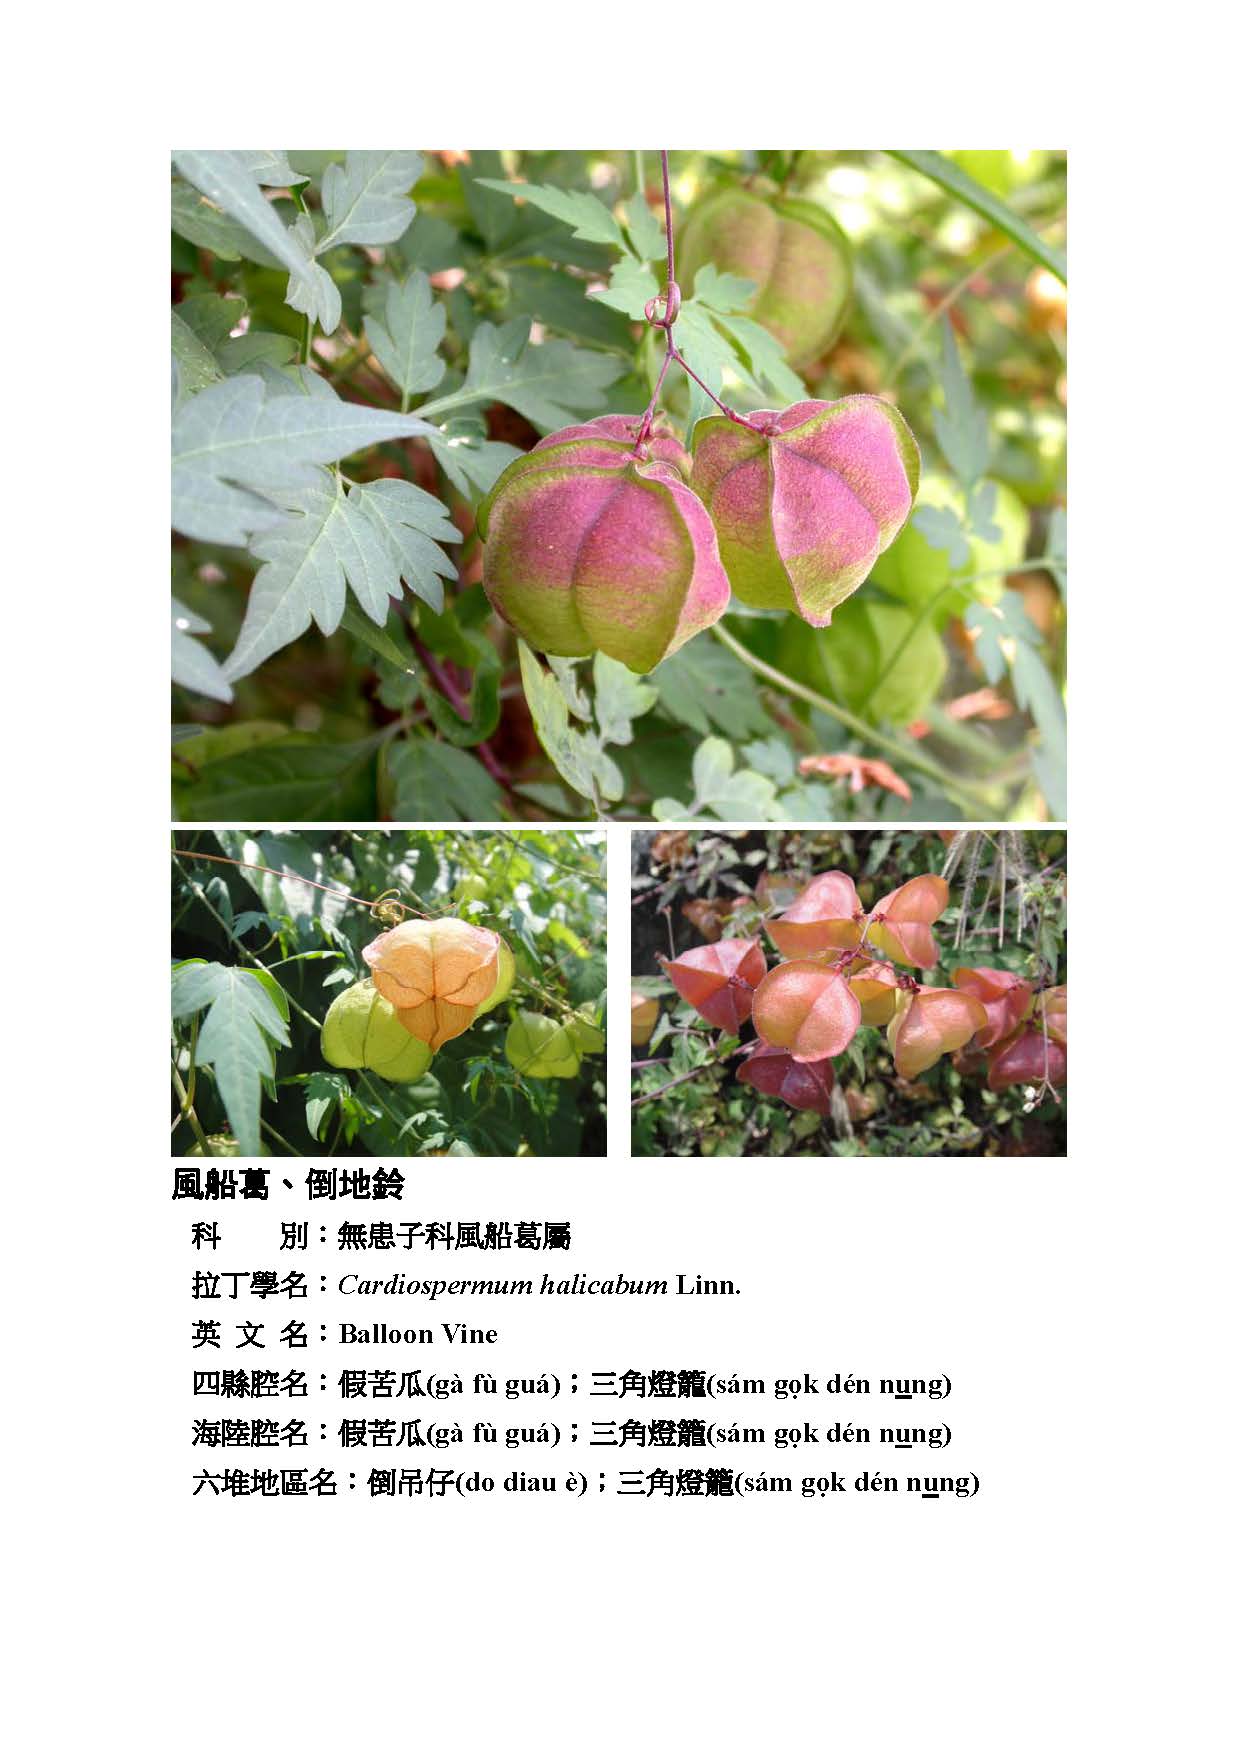 風船葛、倒地鈴
科　　別：無患子科風船葛屬
拉丁學名：Cardiospermum halicabum Linn.
英 文 名：Balloon Vine
四縣腔名：假苦瓜(gà fù guá)；三角燈籠(sám gọk dén nung)
海陸腔名：假苦瓜(gà fù guá)；三角燈籠(sám gọk dén nung)
六堆地區名：倒吊仔(do diau è)；三角燈籠(sám gọk dén nung)